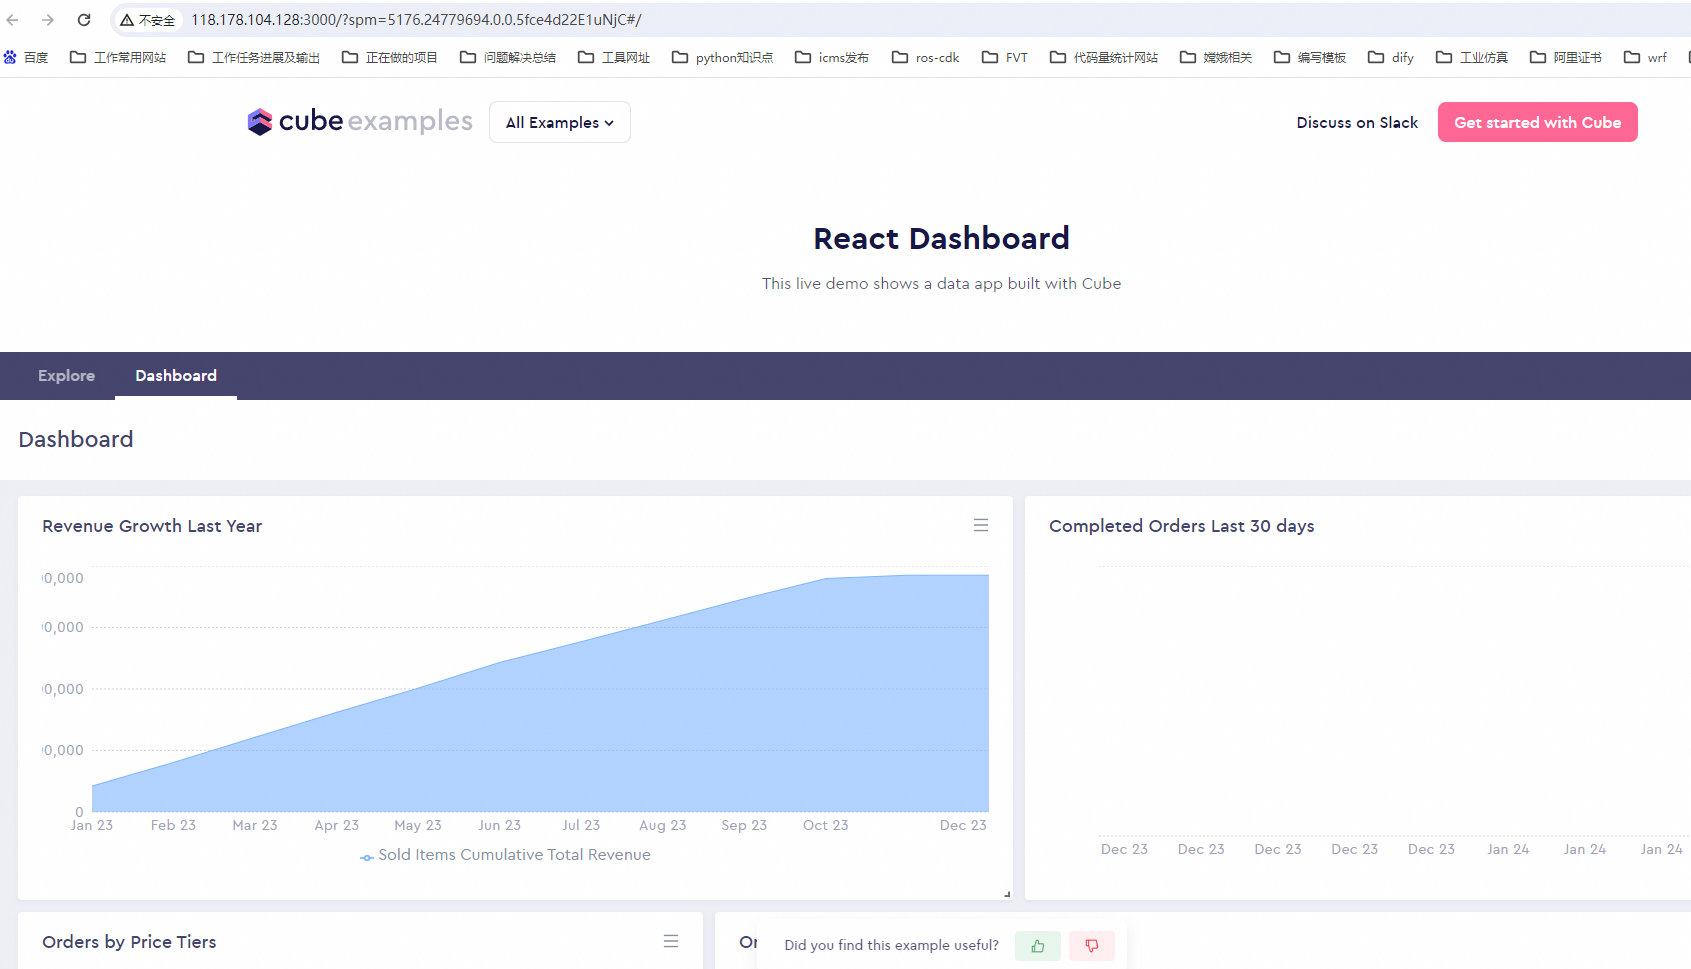 不安全 118.178.104.128:3000/?spm=5176.24779694.0.0.5fce4d22E1uNjC#/
百度 工作常用网站 工作任务进展及输出 正在做的项目 问题解决总结 工具网址 python知识点 icms发布 ros-cdk FVT 代码量统计网站 嫦娥相关 编写模板 dify 工业仿真 阿里证书 wrf
cube examples All Examples Discuss on Slack Get started with Cube
React Dashboard
This live demo shows a data app built with Cube
Explore Dashboard
Dashboard
Revenue Growth Last Year
0,000
0,000
0,000
0,000
0
Jan 23 Feb 23 Mar 23 Apr 23 May 23 Jun 23 Jul 23 Aug 23 Sep 23 Oct 23 Dec 23
Sold Items Cumulative Total Revenue
Completed Orders Last 30 days
Dec 23 Dec 23 Dec 23 Dec 23 Dec 23 Jan 24 Jan 24 Jan 24
Orders by Price Tiers
Did you find this example useful?